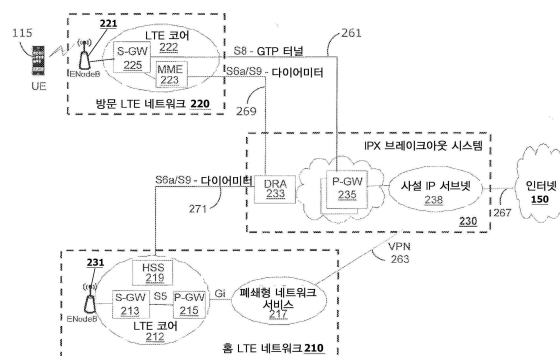 115
UE
221
ENodeB
LTE 코어
222
S-GW
225
MME
223
방문 LTE 네트워크 220
S8 - GTP 터널
261
S6a/S9 - 다이어미터
269
IPX 브레이크아웃 시스템
S6a/S9 - 다이어미터
271
DRA
233
P-GW
235
사설 IP 서브넷
238
230
267
인터넷
150
VPN
263
231
ENodeB
HSS
219
S-GW
213
S5
P-GW
215
LTE 코어
212
Gi
폐쇄형 네트워크
서비스
217
홈 LTE 네트워크 210